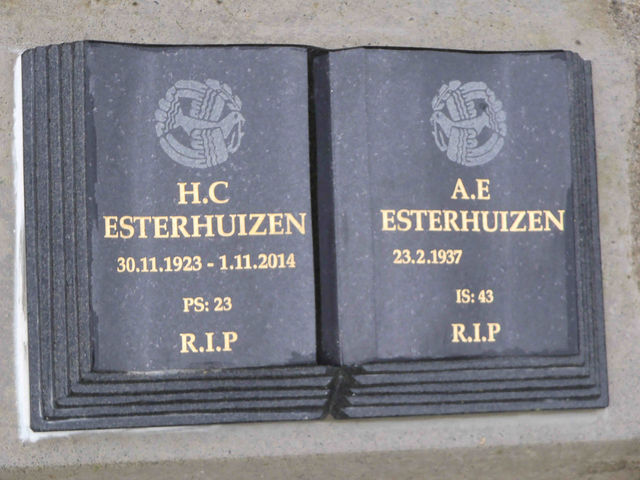 H.C
ESTERHUIZEN
30.11.1923 - 1.11.2014
PS: 23
R.I.P
A.E
ESTERHUIZEN
23.2.1937
IS: 43
R.I.P